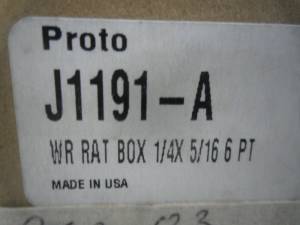 Proto
J1191-A
WR RAT BOX 1/4X 5/16 6 PT
MADE IN USA